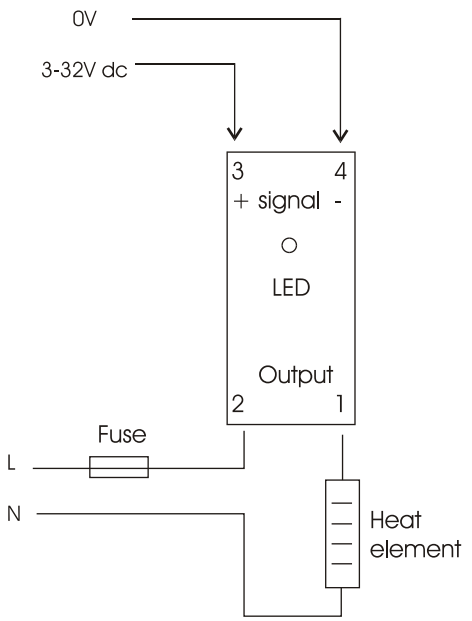 0V
3-32V dc
3 4
+ signal -
LED
Output
2 1
Fuse
L
N
Heat
element